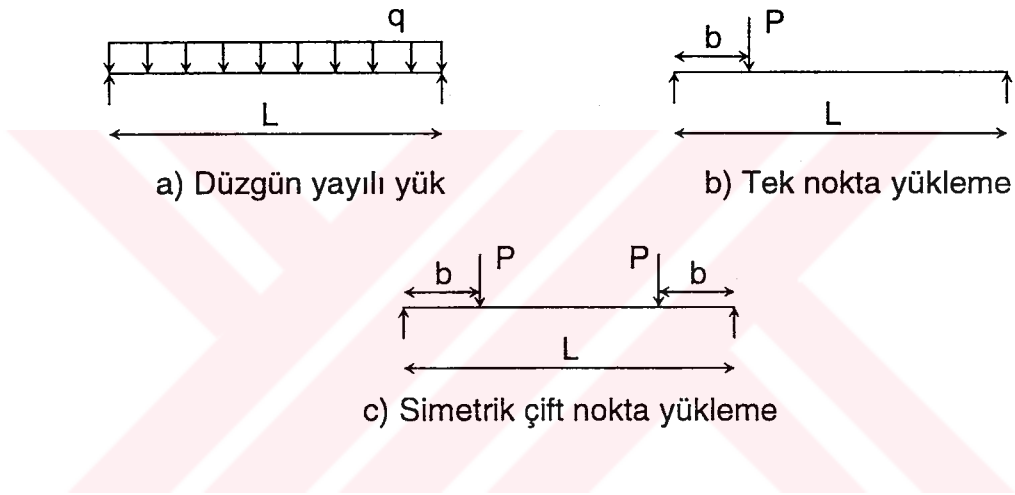 q
L
a) Düzgün yayılı yük
P
b
L
b) Tek nokta yükleme
b P P b
L
c) Simetrik çift nokta yükleme